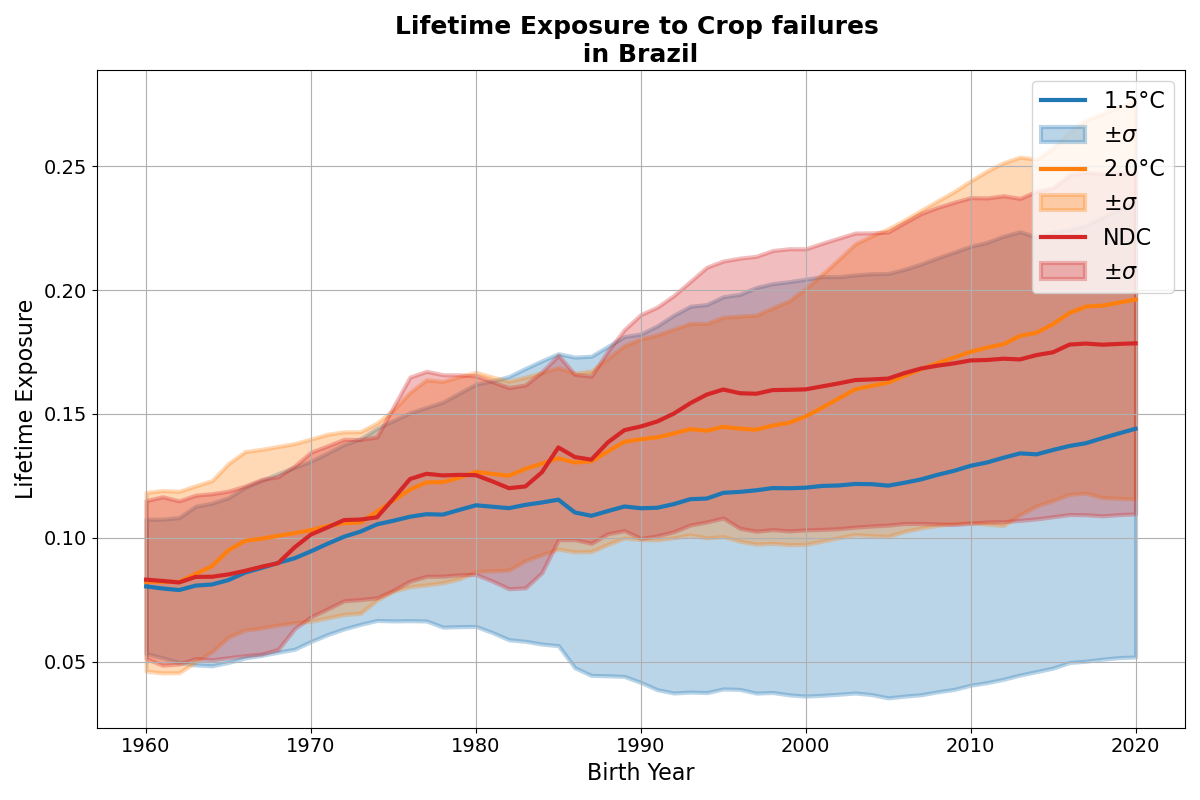 Lifetime Exposure to Crop failures
in Brazil
Lifetime Exposure
0.25
0.20
0.15
0.10
0.05
1960
1970
1980
1990
2000
2010
2020
Birth Year
1.5°C
±σ
2.0°C
±σ
NDC
±σ